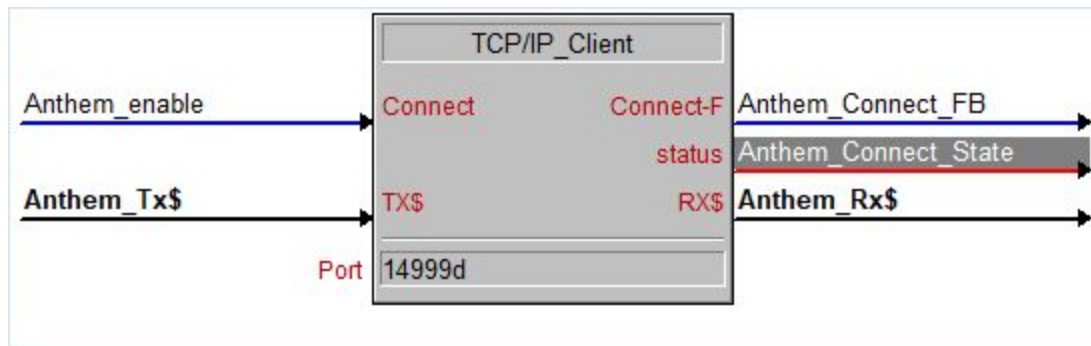 TCP/IP_Client
Anthem_enable Connect Connect-F Anthem_Connect_FB
status Anthem_Connect_State
Anthem_Tx$ TX$ RX$ Anthem_Rx$
Port 14999d